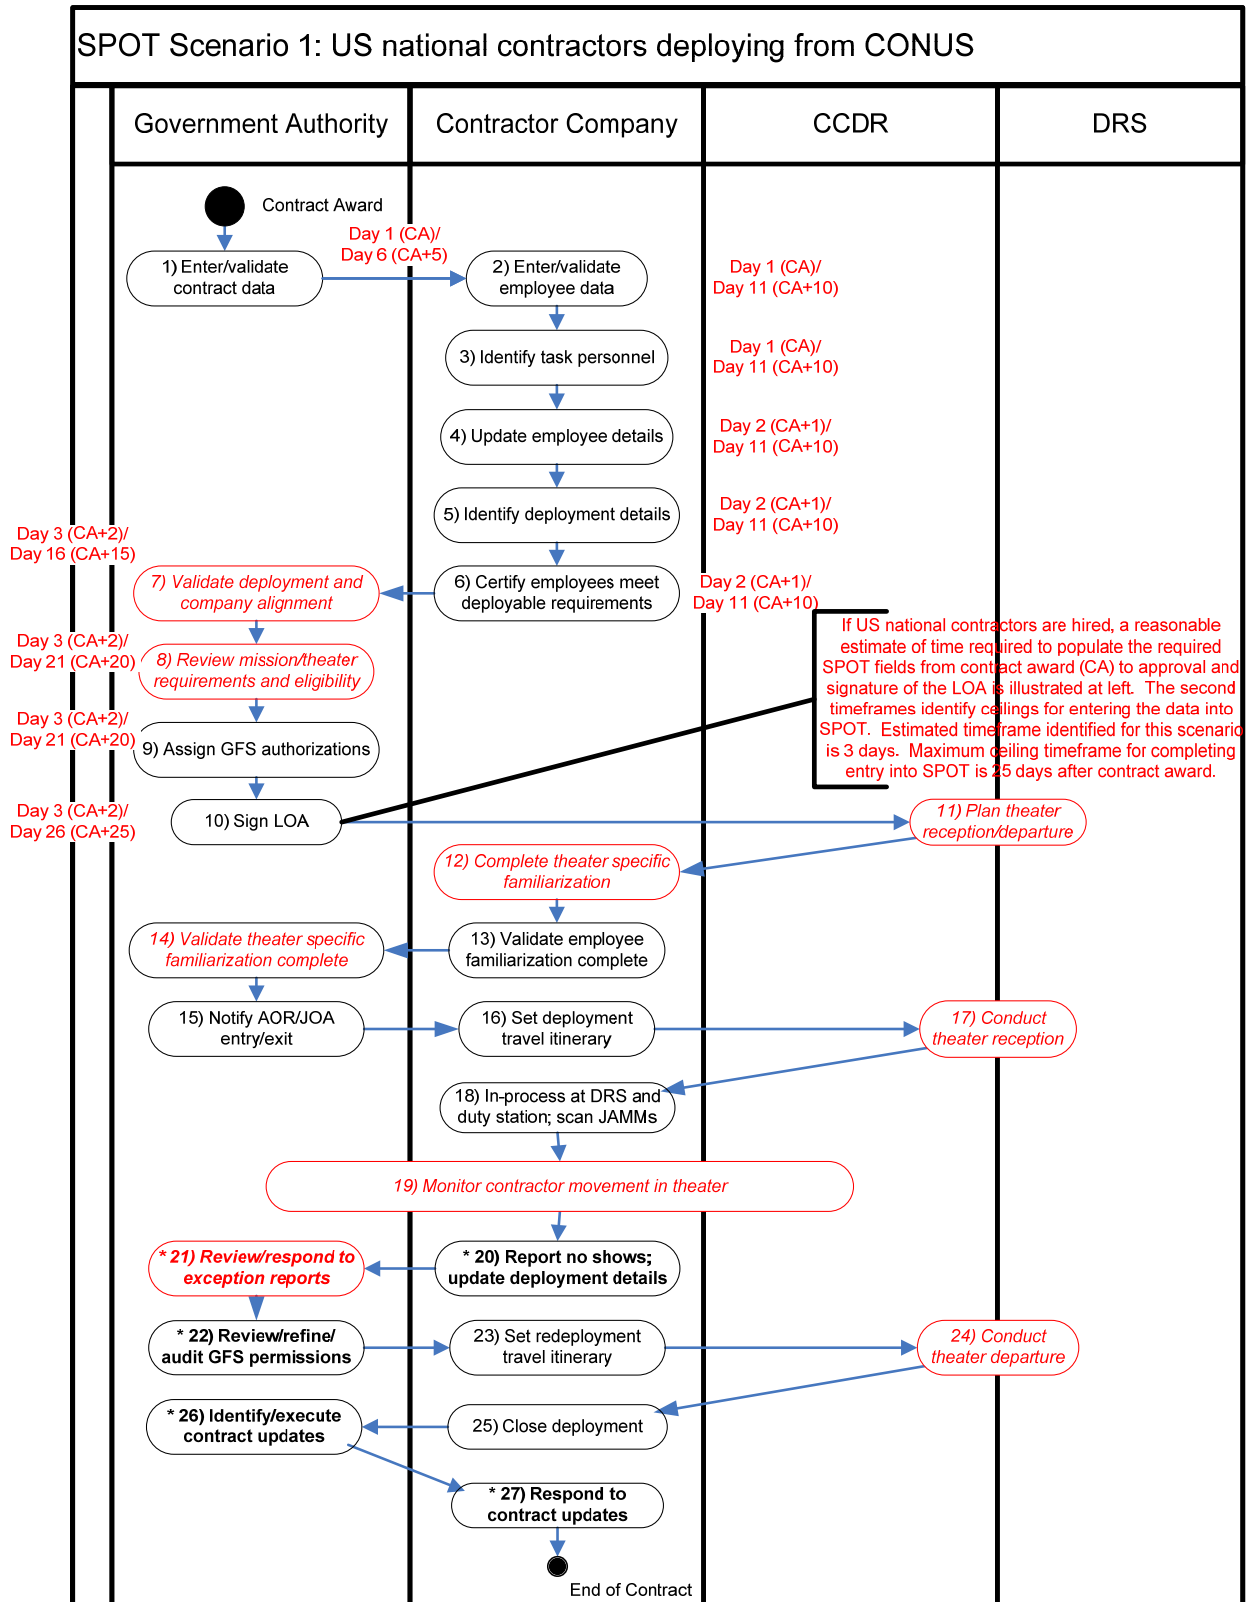 SPOT Scenario 1: US national contractors deploying from CONUS
Government Authority
Contractor Company
CCDR
DRS
Contract Award
Day 1 (CA)/
Day 6 (CA+5)
1) Enter/validate
contract data
2) Enter/validate
employee data
Day 1 (CA)/
Day 11 (CA+10)
3) Identify task personnel
Day 1 (CA)/
Day 11 (CA+10)
4) Update employee details
Day 2 (CA+1)/
Day 11 (CA+10)
5) Identify deployment details
Day 2 (CA+1)/
Day 11 (CA+10)
Day 3 (CA+2)/
Day 16 (CA+15)
7) Validate deployment and
company alignment
6) Certify employees meet
deployable requirements
Day 2 (CA+1)/
Day 11 (CA+10)
If US national contractors are hired, a reasonable
estimate of time required to populate the required
SPOT fields from contract award (CA) to approval and
signature of the LOA is illustrated at left. The second
timeframes identify ceilings for entering the data into
SPOT. Estimated timeframe identified for this scenario
is 3 days. Maximum ceiling timeframe for completing
entry into SPOT is 25 days after contract award.
Day 3 (CA+2)/
Day 21 (CA+20)
8) Review mission/theater
requirements and eligibility
Day 3 (CA+2)/
Day 21 (CA+20)
9) Assign GFS authorizations
Day 3 (CA+2)/
Day 26 (CA+25)
10) Sign LOA
11) Plan theater
reception/departure
12) Complete theater specific
familiarization
14) Validate theater specific
familiarization complete
13) Validate employee
familiarization complete
15) Notify AOR/JOA
entry/exit
16) Set deployment
travel itinerary
17) Conduct
theater reception
18) In-process at DRS and
duty station; scan JAMMs
19) Monitor contractor movement in theater
* 21) Review/respond to
exception reports
* 20) Report no shows;
update deployment details
* 22) Review/refine/
audit GFS permissions
23) Set redeployment
travel itinerary
24) Conduct
theater departure
* 26) Identify/execute
contract updates
25) Close deployment
* 27) Respond to
contract updates
End of Contract